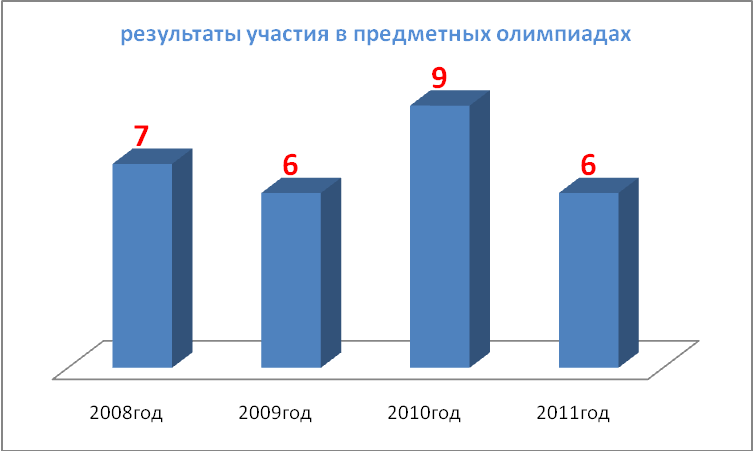 результаты участия в предметных олимпиадах
7
6
9
6
2008год
2009год
2010год
2011год